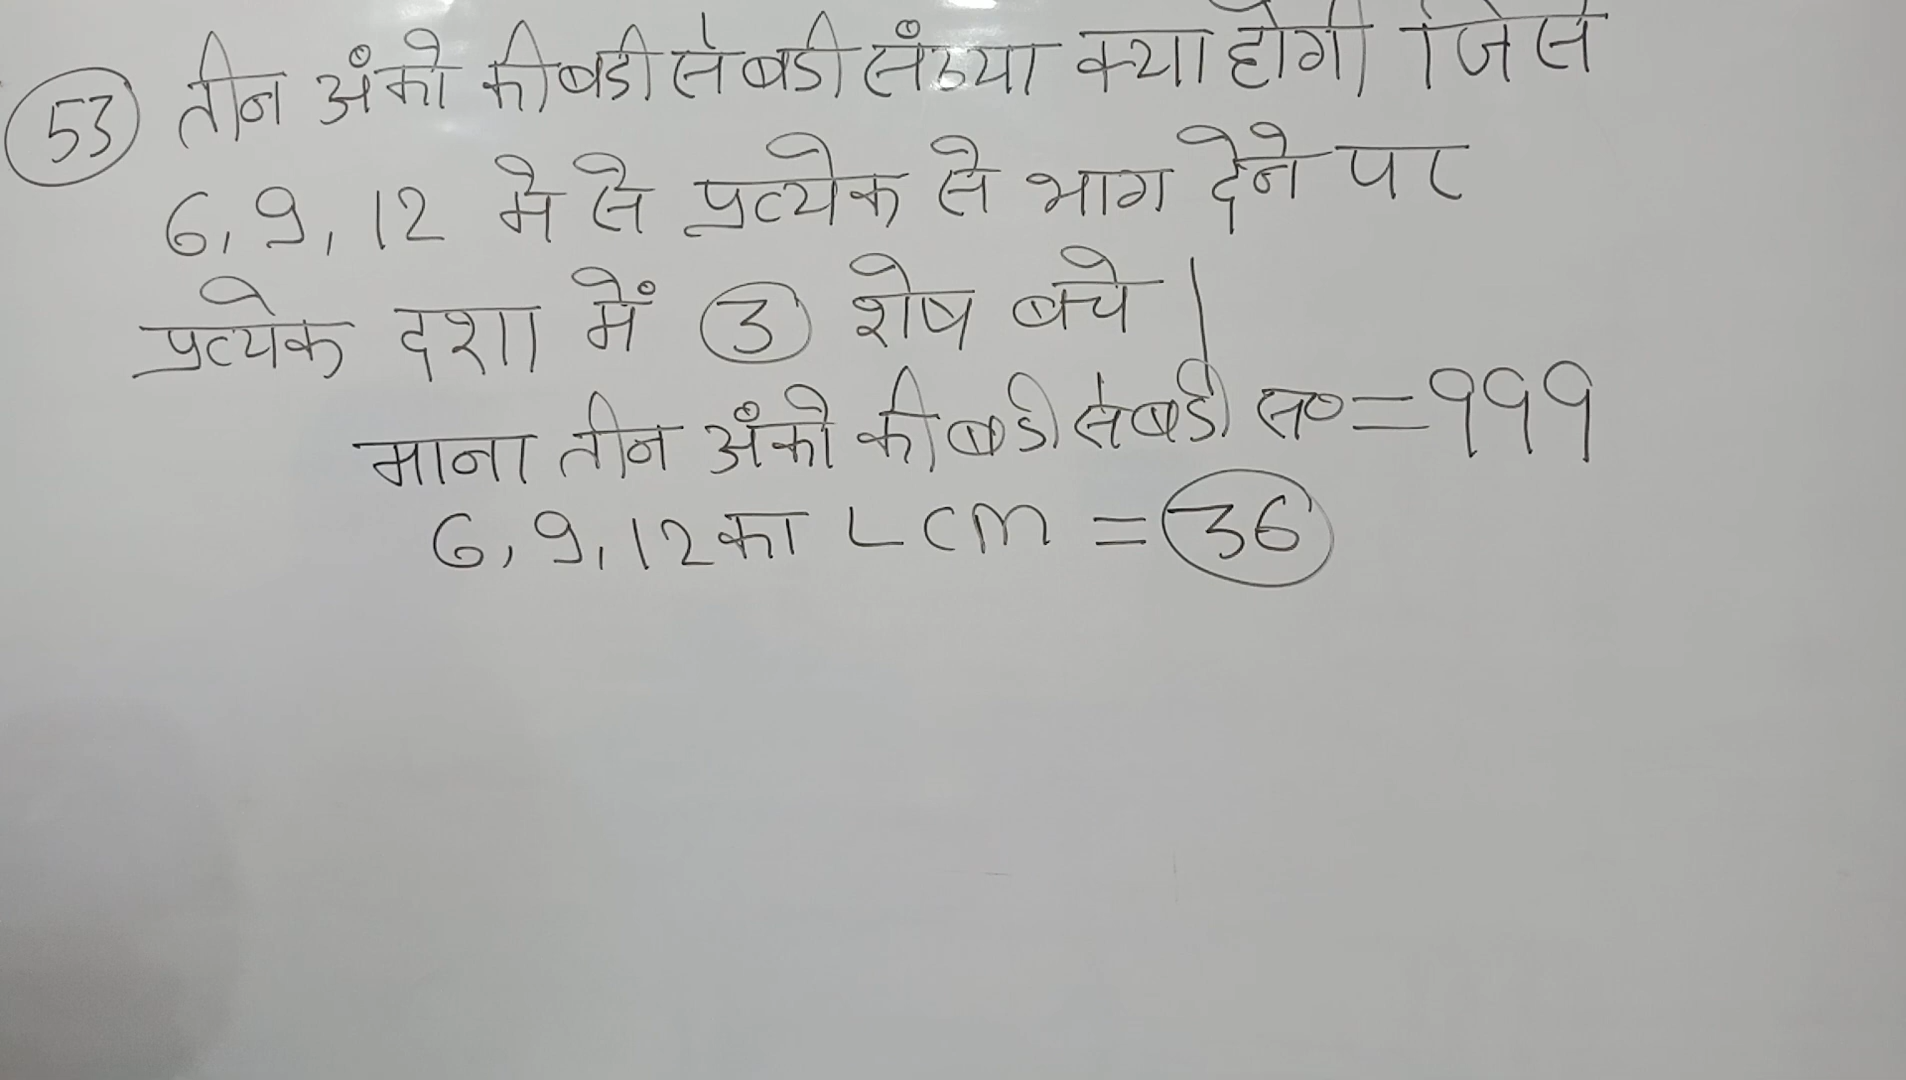 53 तीन अंको की बडी से बडी संख्या क्या होगी जिसे
6, 9, 12 मे से प्रत्येक से भाग देने पर
प्रत्येक दशा में 3 शेष बचे |
माना तीन अंको की बडी से बडी स० = 999
6, 9, 12 का LCM = 36